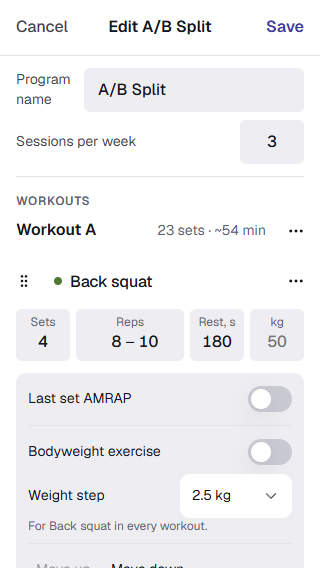 Cancel Edit A/B Split Save
Program name
A/B Split
Sessions per week 3
WORKOUTS
Workout A 23 sets · ~54 min
Back squat
Sets Reps Rest, s kg
4 8 – 10 180 50
Last set AMRAP
Bodyweight exercise
Weight step 2.5 kg
For Back squat in every workout.
Move up Move down